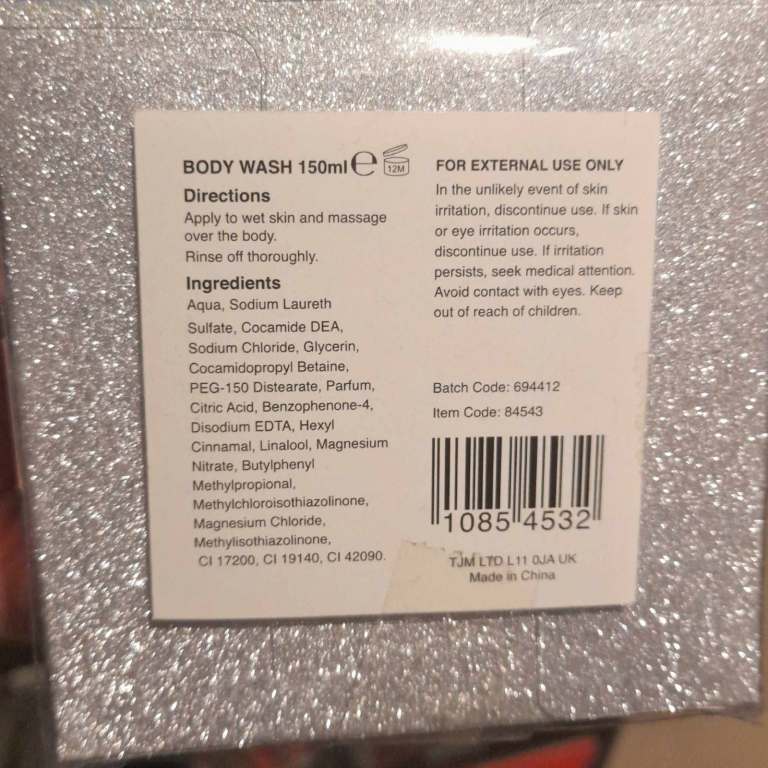 BODY WASH 150ml ℮ 12M
Directions
Apply to wet skin and massage
over the body.
Rinse off thoroughly.
Ingredients
Aqua, Sodium Laureth
Sulfate, Cocamide DEA,
Sodium Chloride, Glycerin,
Cocamidopropyl Betaine,
PEG-150 Distearate, Parfum,
Citric Acid, Benzophenone-4,
Disodium EDTA, Hexyl
Cinnamal, Linalool, Magnesium
Nitrate, Butylphenyl
Methylpropional,
Methylchloroisothiazolinone,
Magnesium Chloride,
Methylisothiazolinone,
CI 17200, CI 19140, CI 42090.
FOR EXTERNAL USE ONLY
In the unlikely event of skin
irritation, discontinue use. If skin
or eye irritation occurs,
discontinue use. If irritation
persists, seek medical attention.
Avoid contact with eyes. Keep
out of reach of children.
Batch Code: 694412
Item Code: 84543
1085 4532
TJM LTD L11 0JA UK
Made in China